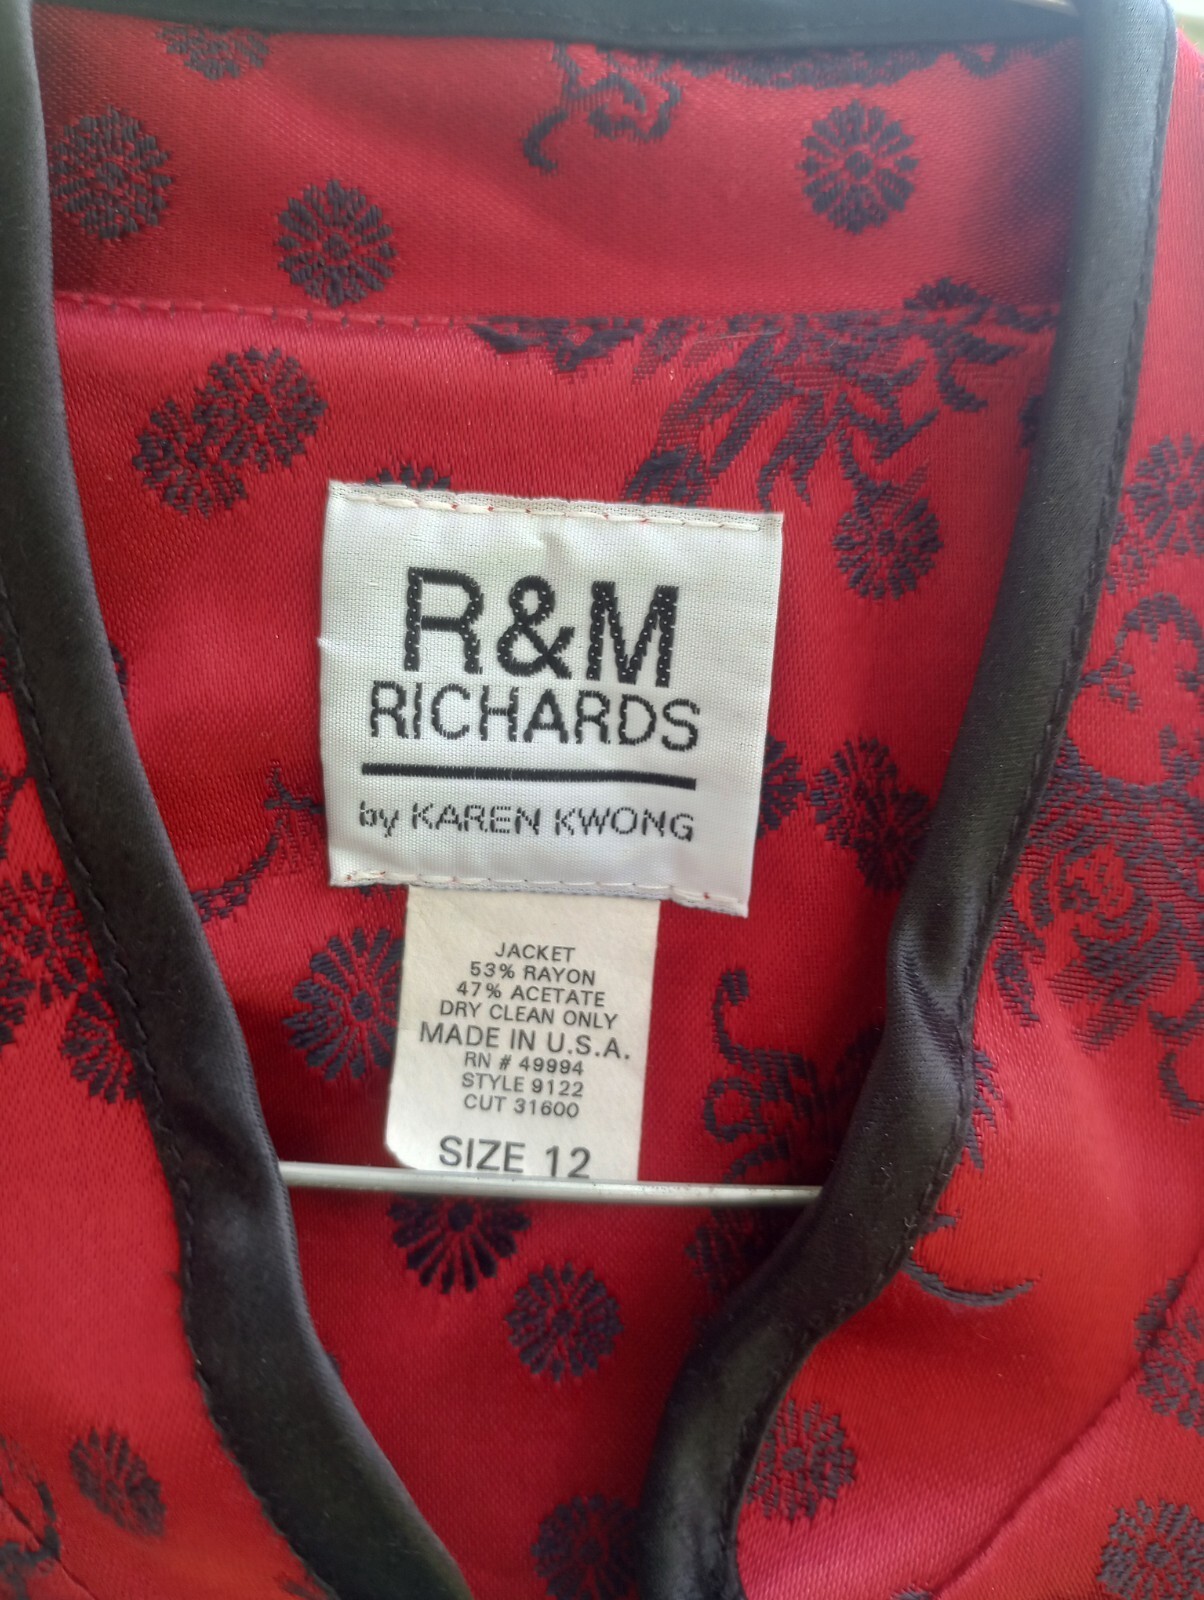 R&M
RICHARDS
by KAREN KWONG
JACKET
53% RAYON
47% ACETATE
DRY CLEAN ONLY
MADE IN U.S.A.
RN # 49994
STYLE 9122
CUT 31600
SIZE 12